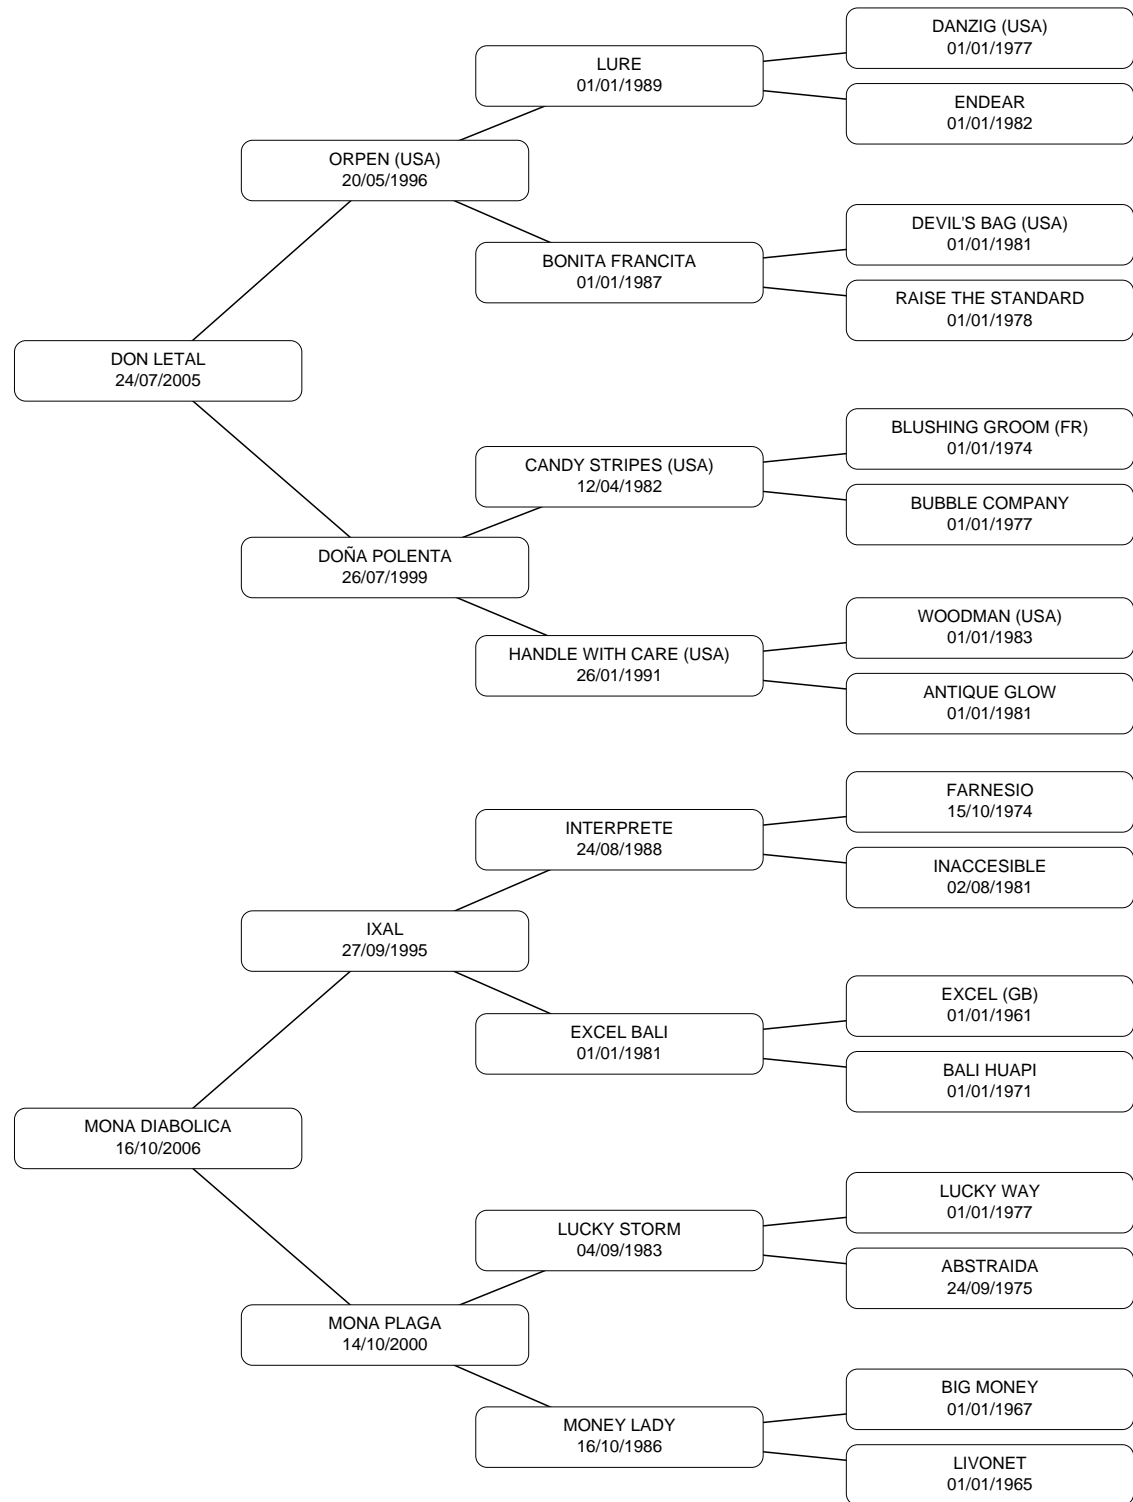 DANZIG (USA)
01/01/1977
LURE
01/01/1989
ENDEAR
01/01/1982
ORPEN (USA)
20/05/1996
DEVIL'S BAG (USA)
01/01/1981
BONITA FRANCITA
01/01/1987
RAISE THE STANDARD
01/01/1978
DON LETAL
24/07/2005
BLUSHING GROOM (FR)
01/01/1974
CANDY STRIPES (USA)
12/04/1982
BUBBLE COMPANY
01/01/1977
DOÑA POLENTA
26/07/1999
WOODMAN (USA)
01/01/1983
HANDLE WITH CARE (USA)
26/01/1991
ANTIQUE GLOW
01/01/1981
FARNESIO
15/10/1974
INTERPRETE
24/08/1988
INACCESIBLE
02/08/1981
IXAL
27/09/1995
EXCEL (GB)
01/01/1961
EXCEL BALI
01/01/1981
BALI HUAPI
01/01/1971
MONA DIABOLICA
16/10/2006
LUCKY WAY
01/01/1977
LUCKY STORM
04/09/1983
ABSTRAIDA
24/09/1975
MONA PLAGA
14/10/2000
BIG MONEY
01/01/1967
MONEY LADY
16/10/1986
LIVONET
01/01/1965